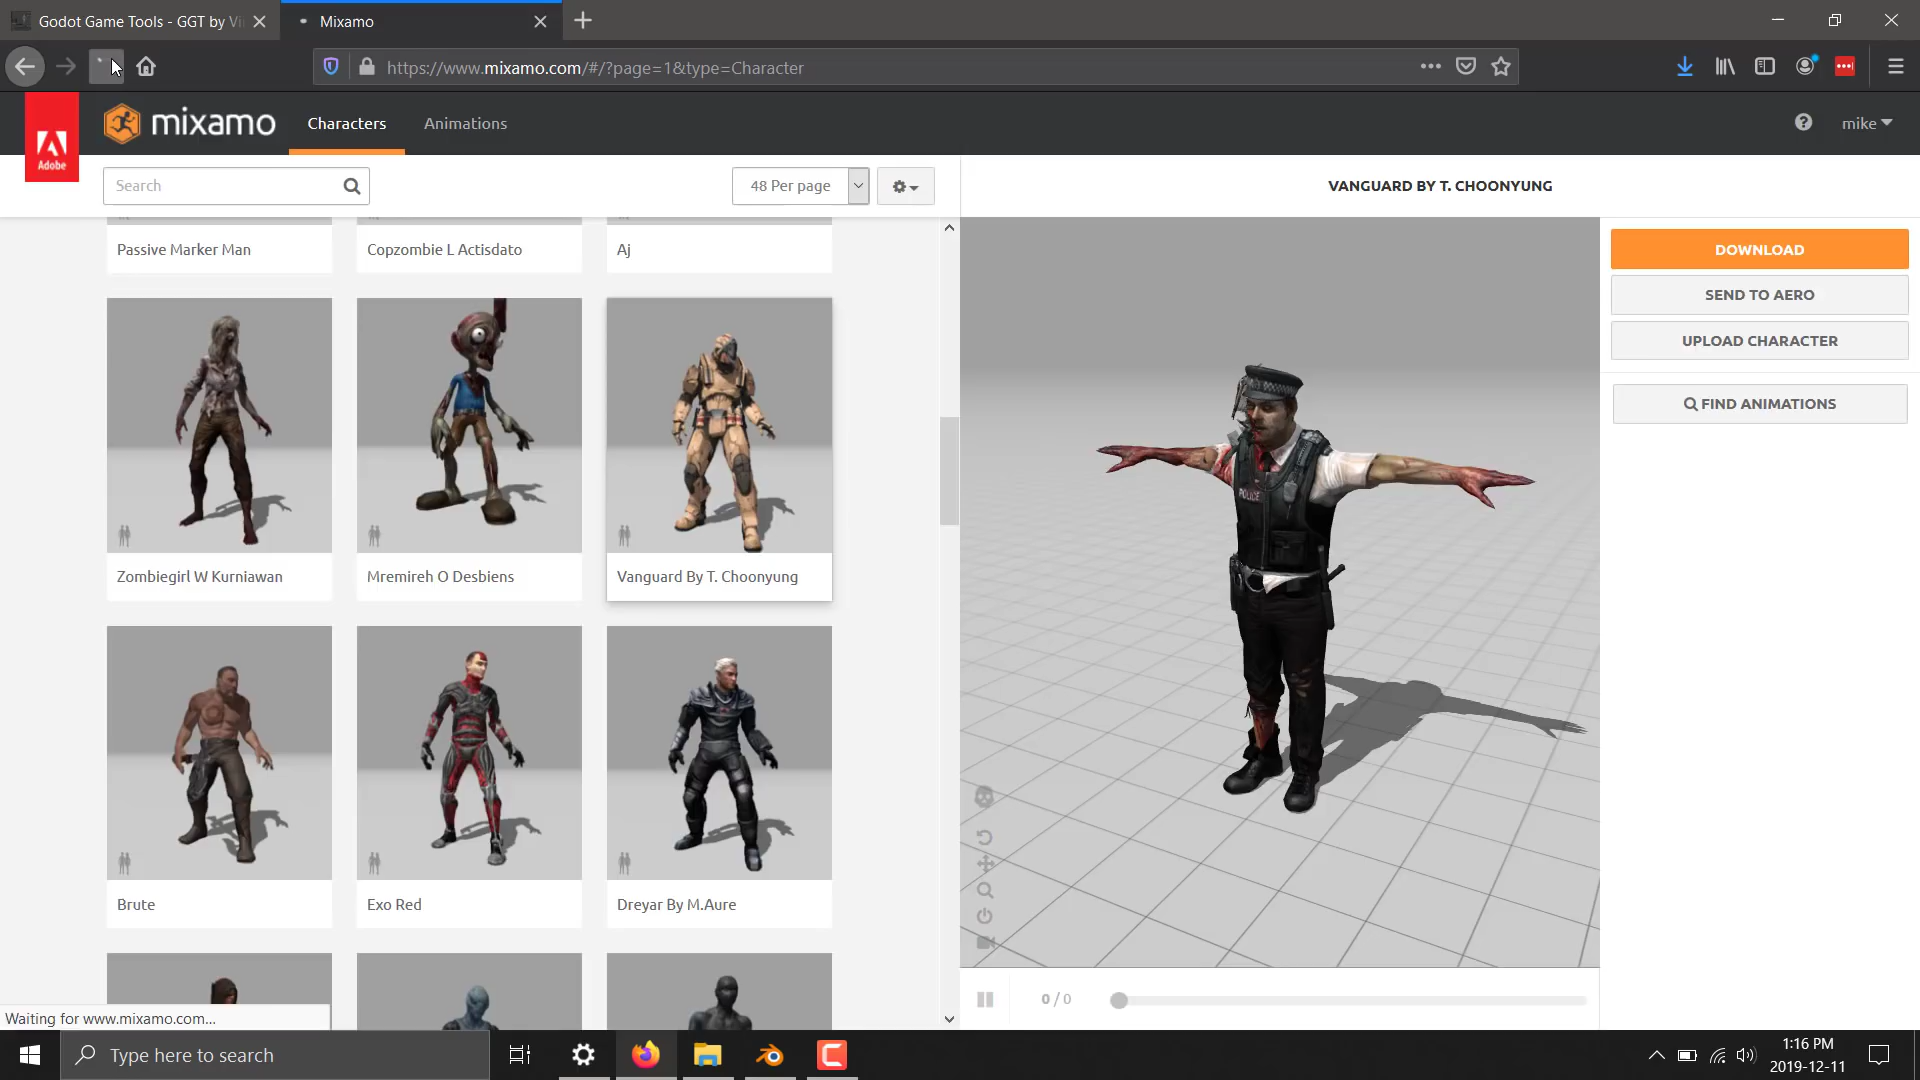 Godot Game Tools - GGT by Vi
Mixamo
https://www.mixamo.com/#/?page=1&type=Character
Adobe
mixamo
Characters
Animations
mike
Search
48 Per page
VANGUARD BY T. CHOONYUNG
Passive Marker Man
Copzombie L Actisdato
Aj
DOWNLOAD
SEND TO AERO
UPLOAD CHARACTER
FIND ANIMATIONS
POLICE
Zombiegirl W Kurniawan
Mremireh O Desbiens
Vanguard By T. Choonyung
Brute
Exo Red
Dreyar By M.Aure
0 / 0
Waiting for www.mixamo.com...
Type here to search
1:16 PM
2019-12-11